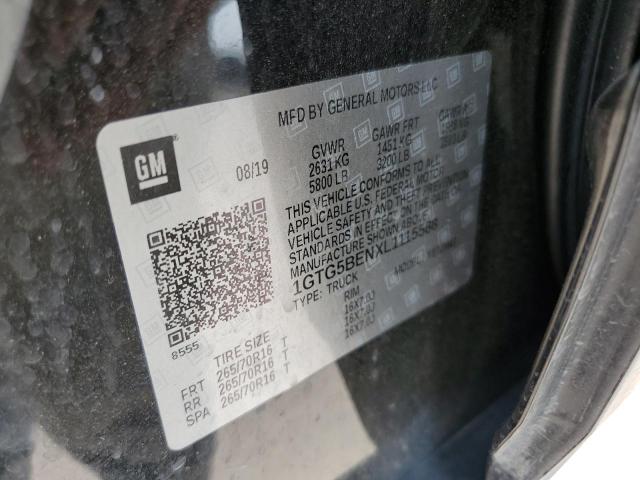 MFD BY GENERAL MOTORS LLC
GM
08/19
GVWR
2631 KG
5800 LB
GAWR FRT
1451 KG
3200 LB
THIS VEHICLE CONFORMS TO ALL
APPLICABLE U.S. FEDERAL MOTOR
VEHICLE SAFETY AND THEFT PREVENTION
STANDARDS IN EFFECT ON THE DATE OF
MANUFACTURE SHOWN ABOVE.
1GTG5BENXL1115586
TYPE: TRUCK
8555
TIRE SIZE RIM
FRT 265/70R16 T 16X7.0J
RR 265/70R16 T 16X7.0J
SPA 265/70R16 T 16X7.0J